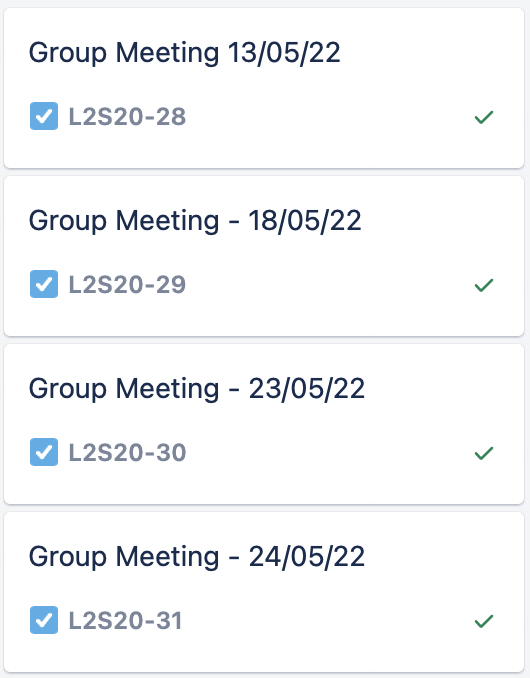 Group Meeting 13/05/22
L2S20-28
Group Meeting - 18/05/22
L2S20-29
Group Meeting - 23/05/22
L2S20-30
Group Meeting - 24/05/22
L2S20-31